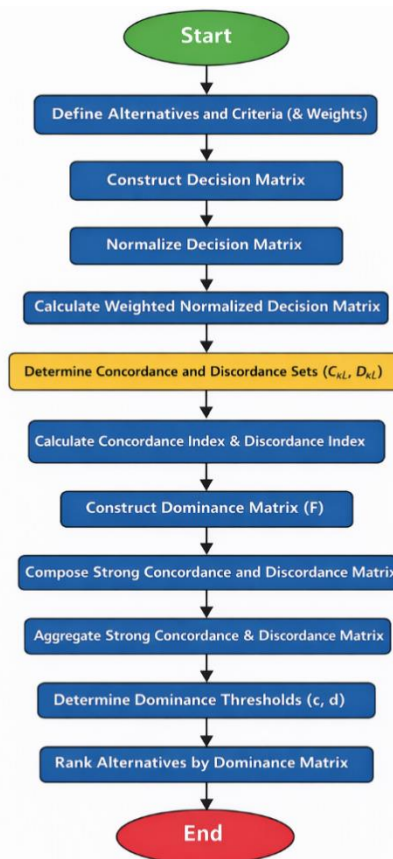 Start
Define Alternatives and Criteria (& Weights)
Construct Decision Matrix
Normalize Decision Matrix
Calculate Weighted Normalized Decision Matrix
Determine Concordance and Discordance Sets (Cκʟ, Dκʟ)
Calculate Concordance Index & Discordance Index
Construct Dominance Matrix (F)
Compose Strong Concordance and Discordance Matrix
Aggregate Strong Concordance & Discordance Matrix
Determine Dominance Thresholds (c, d)
Rank Alternatives by Dominance Matrix
End